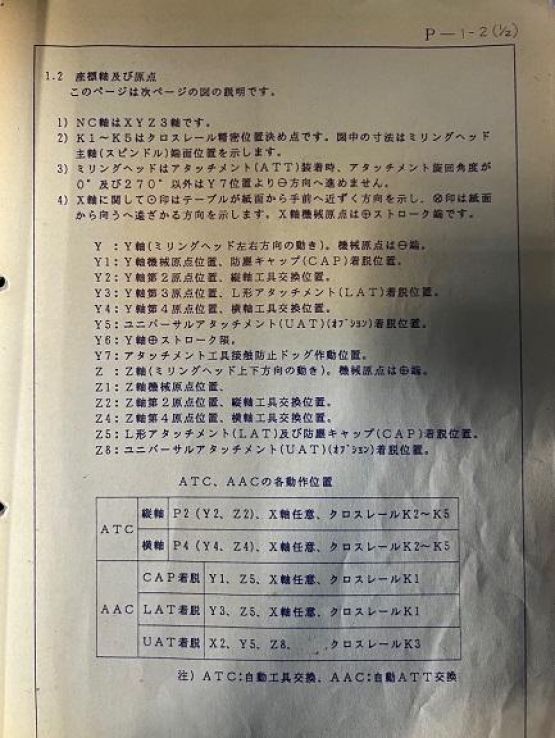 P-1-2(1/2)
1.2 座標軸及び原点
このページは次ページの図の説明です。
1) NC軸はXYZ3軸です。
2) K1~K5はクロスレール精密位置決め点です。図中の寸法はミリングヘッド
主軸(スピンドル)端面位置を示します。
3) ミリングヘッドはアタッチメント(ATT)装着時、アタッチメント旋回角度が
0°及び270°以外はY7位置より⊖方向へ進めません。
4) X軸に関して⊙印はテーブルが紙面から手前へ近ずく方向を示し、⊗印は紙面
から向うへ遠ざかる方向を示します。X軸機械原点は⊕ストローク端です。
Y :Y軸(ミリングヘッド左右方向の動き)。機械原点は⊖端。
Y1:Y軸機械原点位置、防塵キャップ(CAP)着脱位置。
Y2:Y軸第2原点位置、縦軸工具交換位置。
Y3:Y軸第3原点位置、L形アタッチメント(LAT)着脱位置。
Y4:Y軸第4原点位置、横軸工具交換位置。
Y5:ユニバーサルアタッチメント(UAT)(オプション)着脱位置。
Y6:Y軸⊕ストローク限。
Y7:アタッチメント工具接触防止ドッグ作動位置。
Z :Z軸(ミリングヘッド上下方向の動き)。機械原点は⊕端。
Z1:Z軸機械原点位置、
Z2:Z軸第2原点位置、縦軸工具交換位置。
Z4:Z軸第4原点位置、横軸工具交換位置。
Z5:L形アタッチメント(LAT)及び防塵キャップ(CAP)着脱位置。
Z8:ユニバーサルアタッチメント(UAT)(オプション)着脱位置。
ATC、AACの各動作位置
ATC 縦軸 P2(Y2、Z2)、X軸任意、クロスレールK2~K5
横軸 P4(Y4、Z4)、X軸任意、クロスレールK2~K5
AAC CAP着脱 Y1、Z5、X軸任意、クロスレールK1
LAT着脱 Y3、Z5、X軸任意、クロスレールK1
UAT着脱 X2、Y5、Z8、 クロスレールK3
注) ATC:自動工具交換、AAC:自動ATT交換